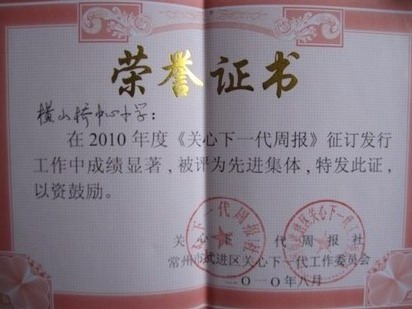 荣誉证书
横山桥中心小学：
在2010年度《关心下一代周报》征订发行
工作中成绩显著，被评为先进集体，特发此证，
以资鼓励。
关心下一代周报社
常州市武进区关心下一代工作委员会
二〇一〇年八月